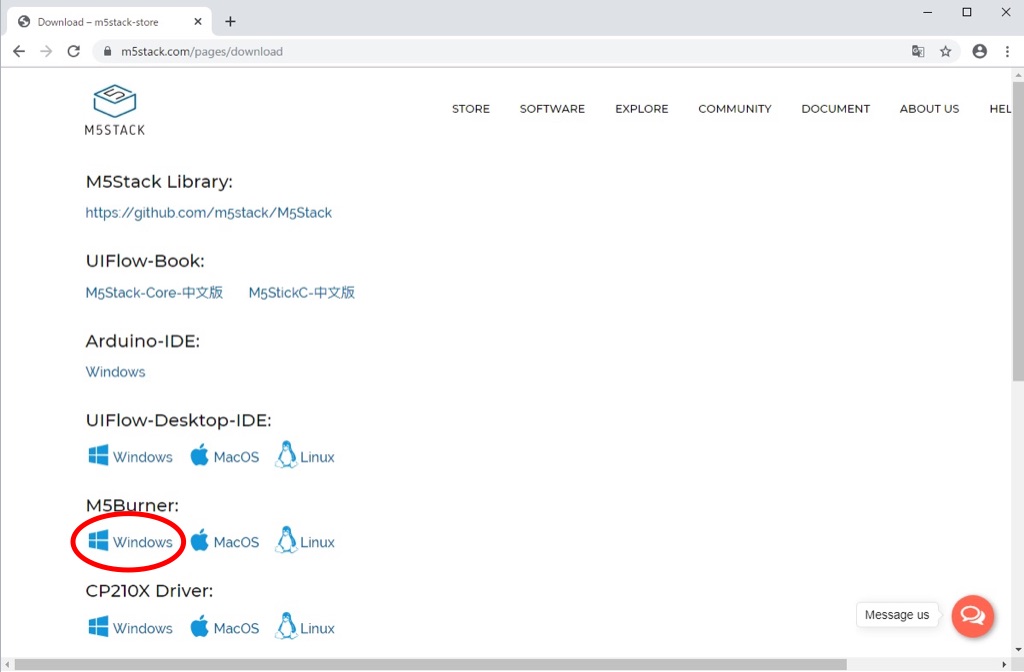 Download – m5stack-store
m5stack.com/pages/download
M5STACK
STORE SOFTWARE EXPLORE COMMUNITY DOCUMENT ABOUT US HEL
M5Stack Library:
https://github.com/m5stack/M5Stack
UIFlow-Book:
M5Stack-Core-中文版 M5StickC-中文版
Arduino-IDE:
Windows
UIFlow-Desktop-IDE:
Windows MacOS Linux
M5Burner:
Windows MacOS Linux
CP210X Driver:
Windows MacOS Linux
Message us